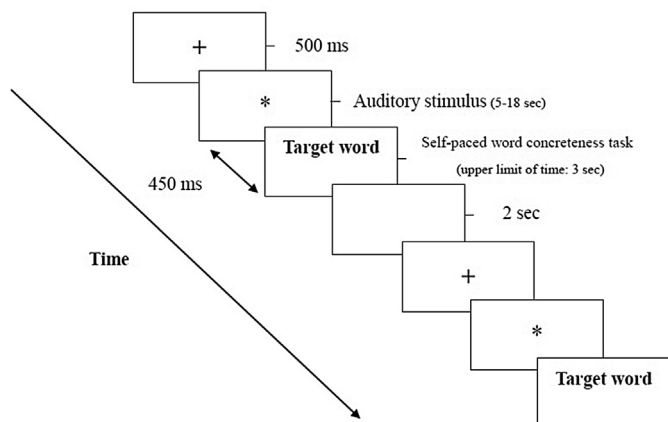 +
500 ms
*
Auditory stimulus (5-18 sec)
Target word
Self-paced word concreteness task
(upper limit of time: 3 sec)
450 ms
2 sec
Time
+
*
Target word